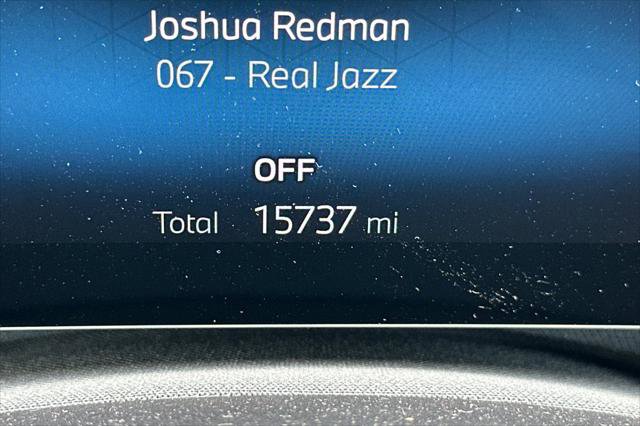 Joshua Redman
067 - Real Jazz
OFF
Total 15737 mi